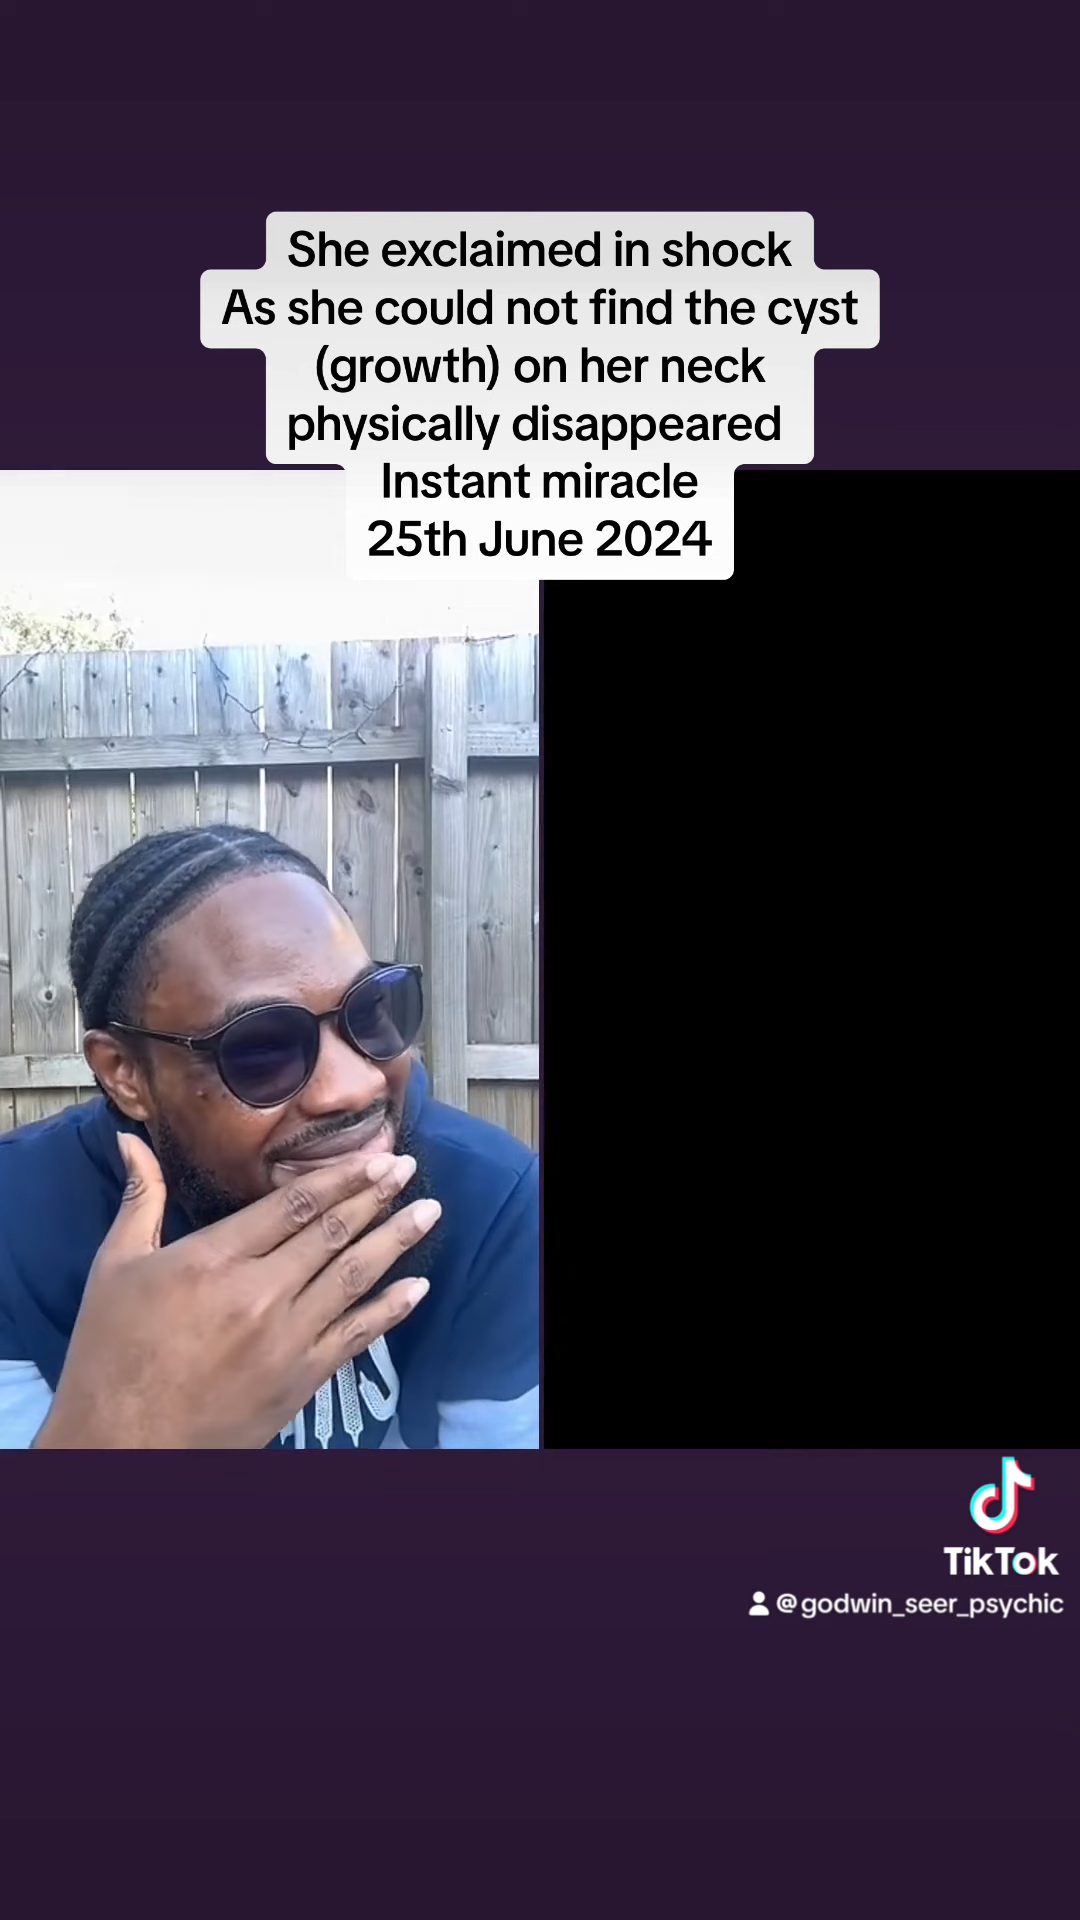 She exclaimed in shock
As she could not find the cyst
(growth) on her neck
physically disappeared
Instant miracle
25th June 2024
TikTok
@godwin_seer_psychic